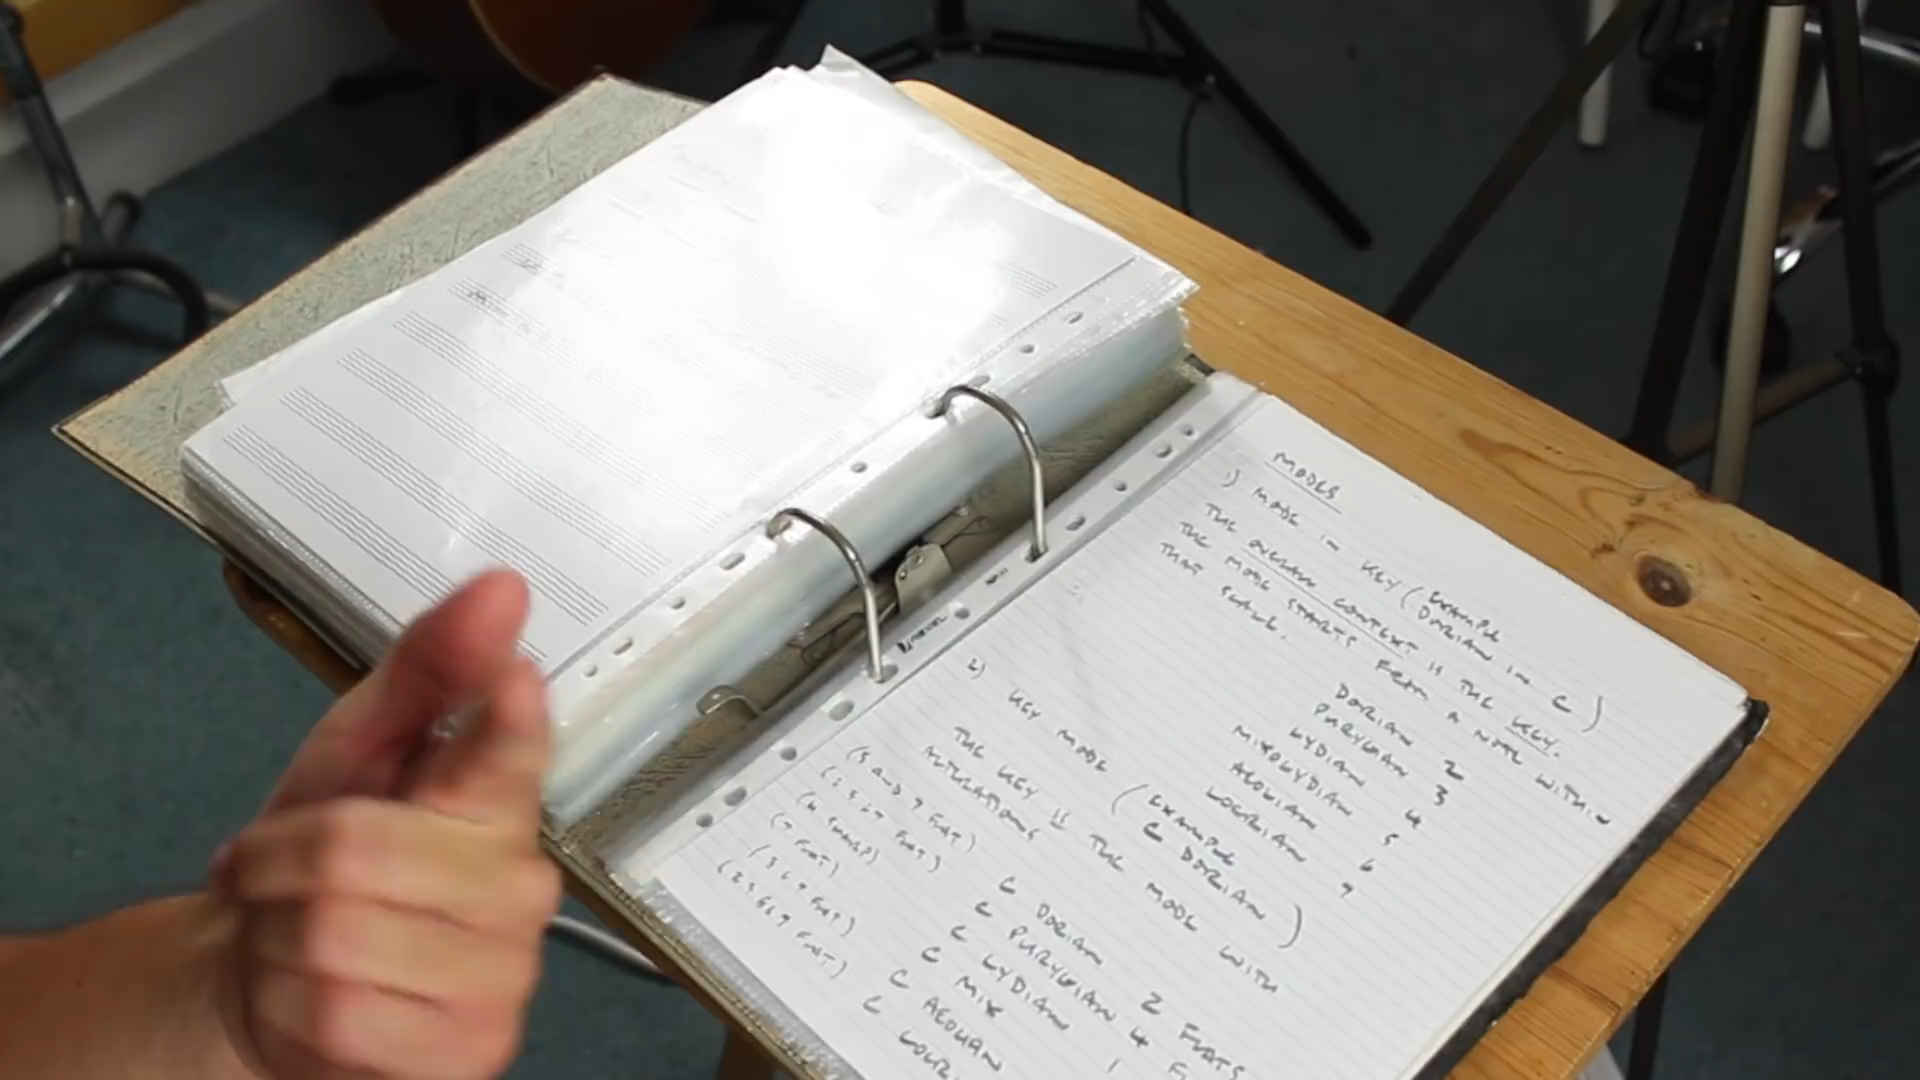 MODES
1) MODE IN KEY (EXAMPLE DORIAN IN C)
THE OVERALL CONTEXT IS THE KEY.
THE MODE STARTS FROM A NOTE WITHIN
THAT SCALE.
DORIAN 2
PHRYGIAN 3
LYDIAN 4
MIXOLYDIAN 5
AEOLIAN 6
LOCRIAN 7
2) KEY MODE (EXAMPLE C DORIAN)
THE KEY IS THE MODE WITH
ALTERATIONS
(3 AND 7 FLAT) C DORIAN 2 FLATS
(2 3 6 7 FLAT) C PHRYGIAN 4
(4 SHARP) C LYDIAN 1
(7 FLAT) C MIX
(3 6 7 FLAT) C AEOLIAN
(2 3 5 6 7 FLAT) C